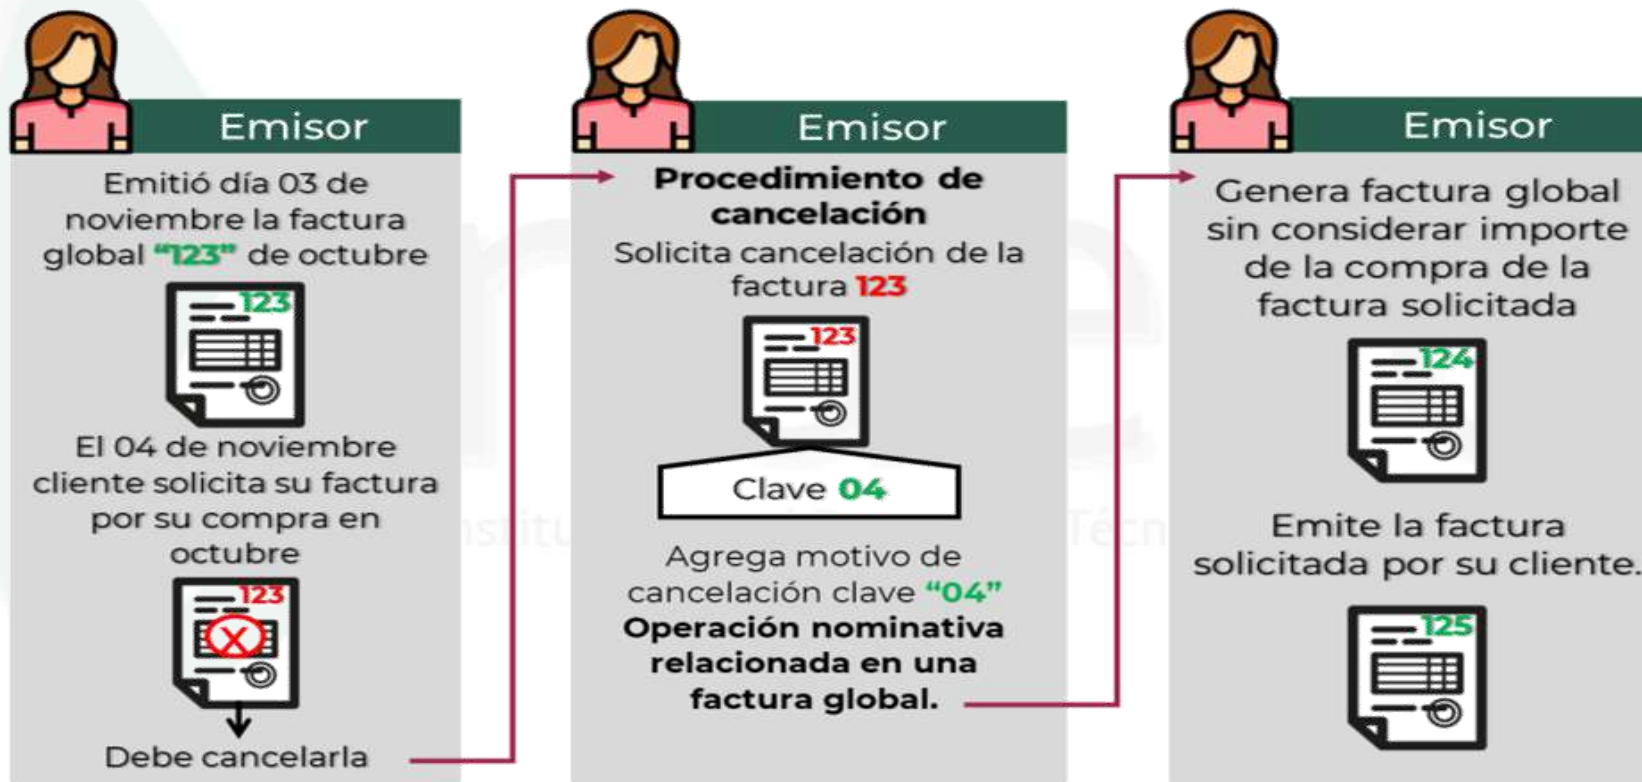 Emisor
Emitió día 03 de
noviembre la factura
global “123” de octubre
123
El 04 de noviembre
cliente solicita su factura
por su compra en
octubre
123
X
Debe cancelarla
Emisor
Procedimiento de
cancelación
Solicita cancelación de la
factura 123
123
Clave 04
Agrega motivo de
cancelación clave “04”
Operación nominativa
relacionada en una
factura global.
Emisor
Genera factura global
sin considerar importe
de la compra de la
factura solicitada
124
Emite la factura
solicitada por su cliente.
125